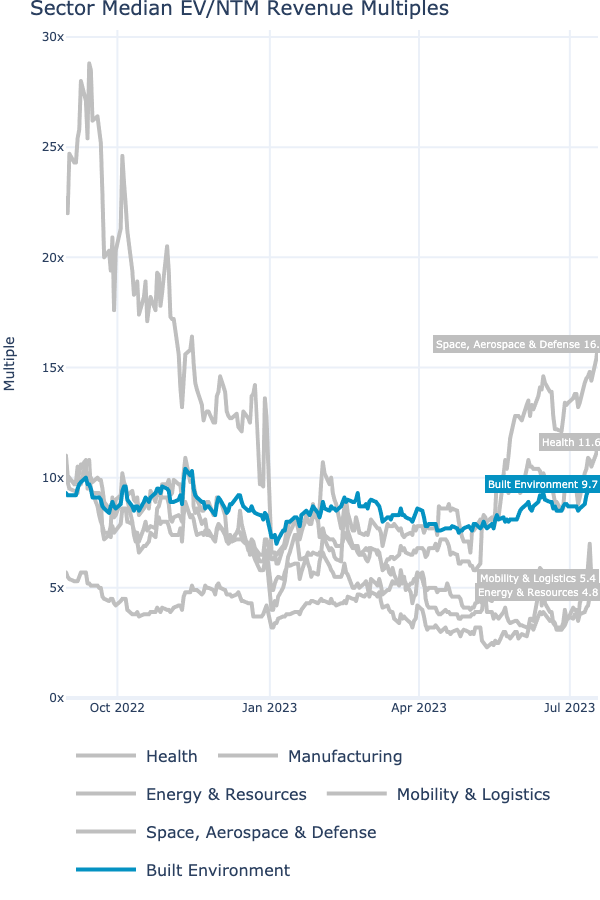 Sector Median EV/NTM Revenue Multiples
30x
25x
20x
15x
10x
5x
0x
Multiple
Space, Aerospace & Defense 16.
Health 11.6
Built Environment 9.7
Mobility & Logistics 5.4
Energy & Resources 4.8
Oct 2022
Jan 2023
Apr 2023
Jul 2023
Health
Manufacturing
Energy & Resources
Mobility & Logistics
Space, Aerospace & Defense
Built Environment